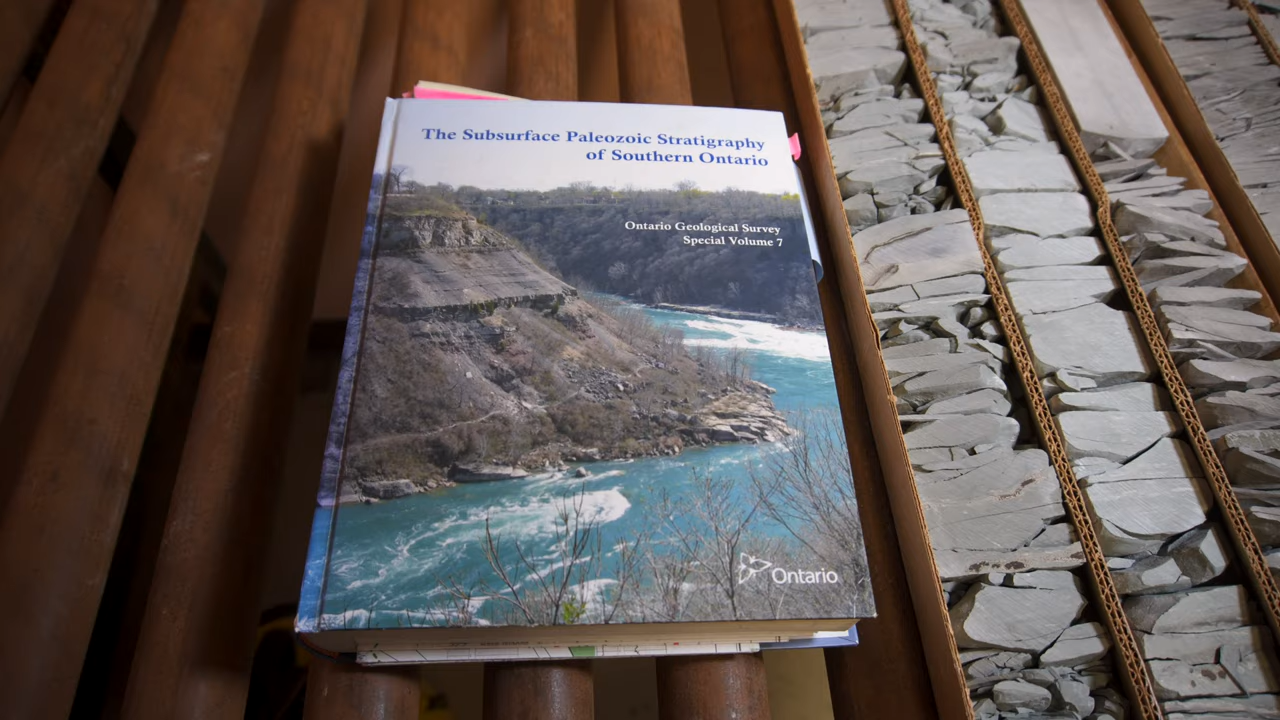 The Subsurface Paleozoic Stratigraphy
of Southern Ontario
Ontario Geological Survey
Special Volume 7
Ontario